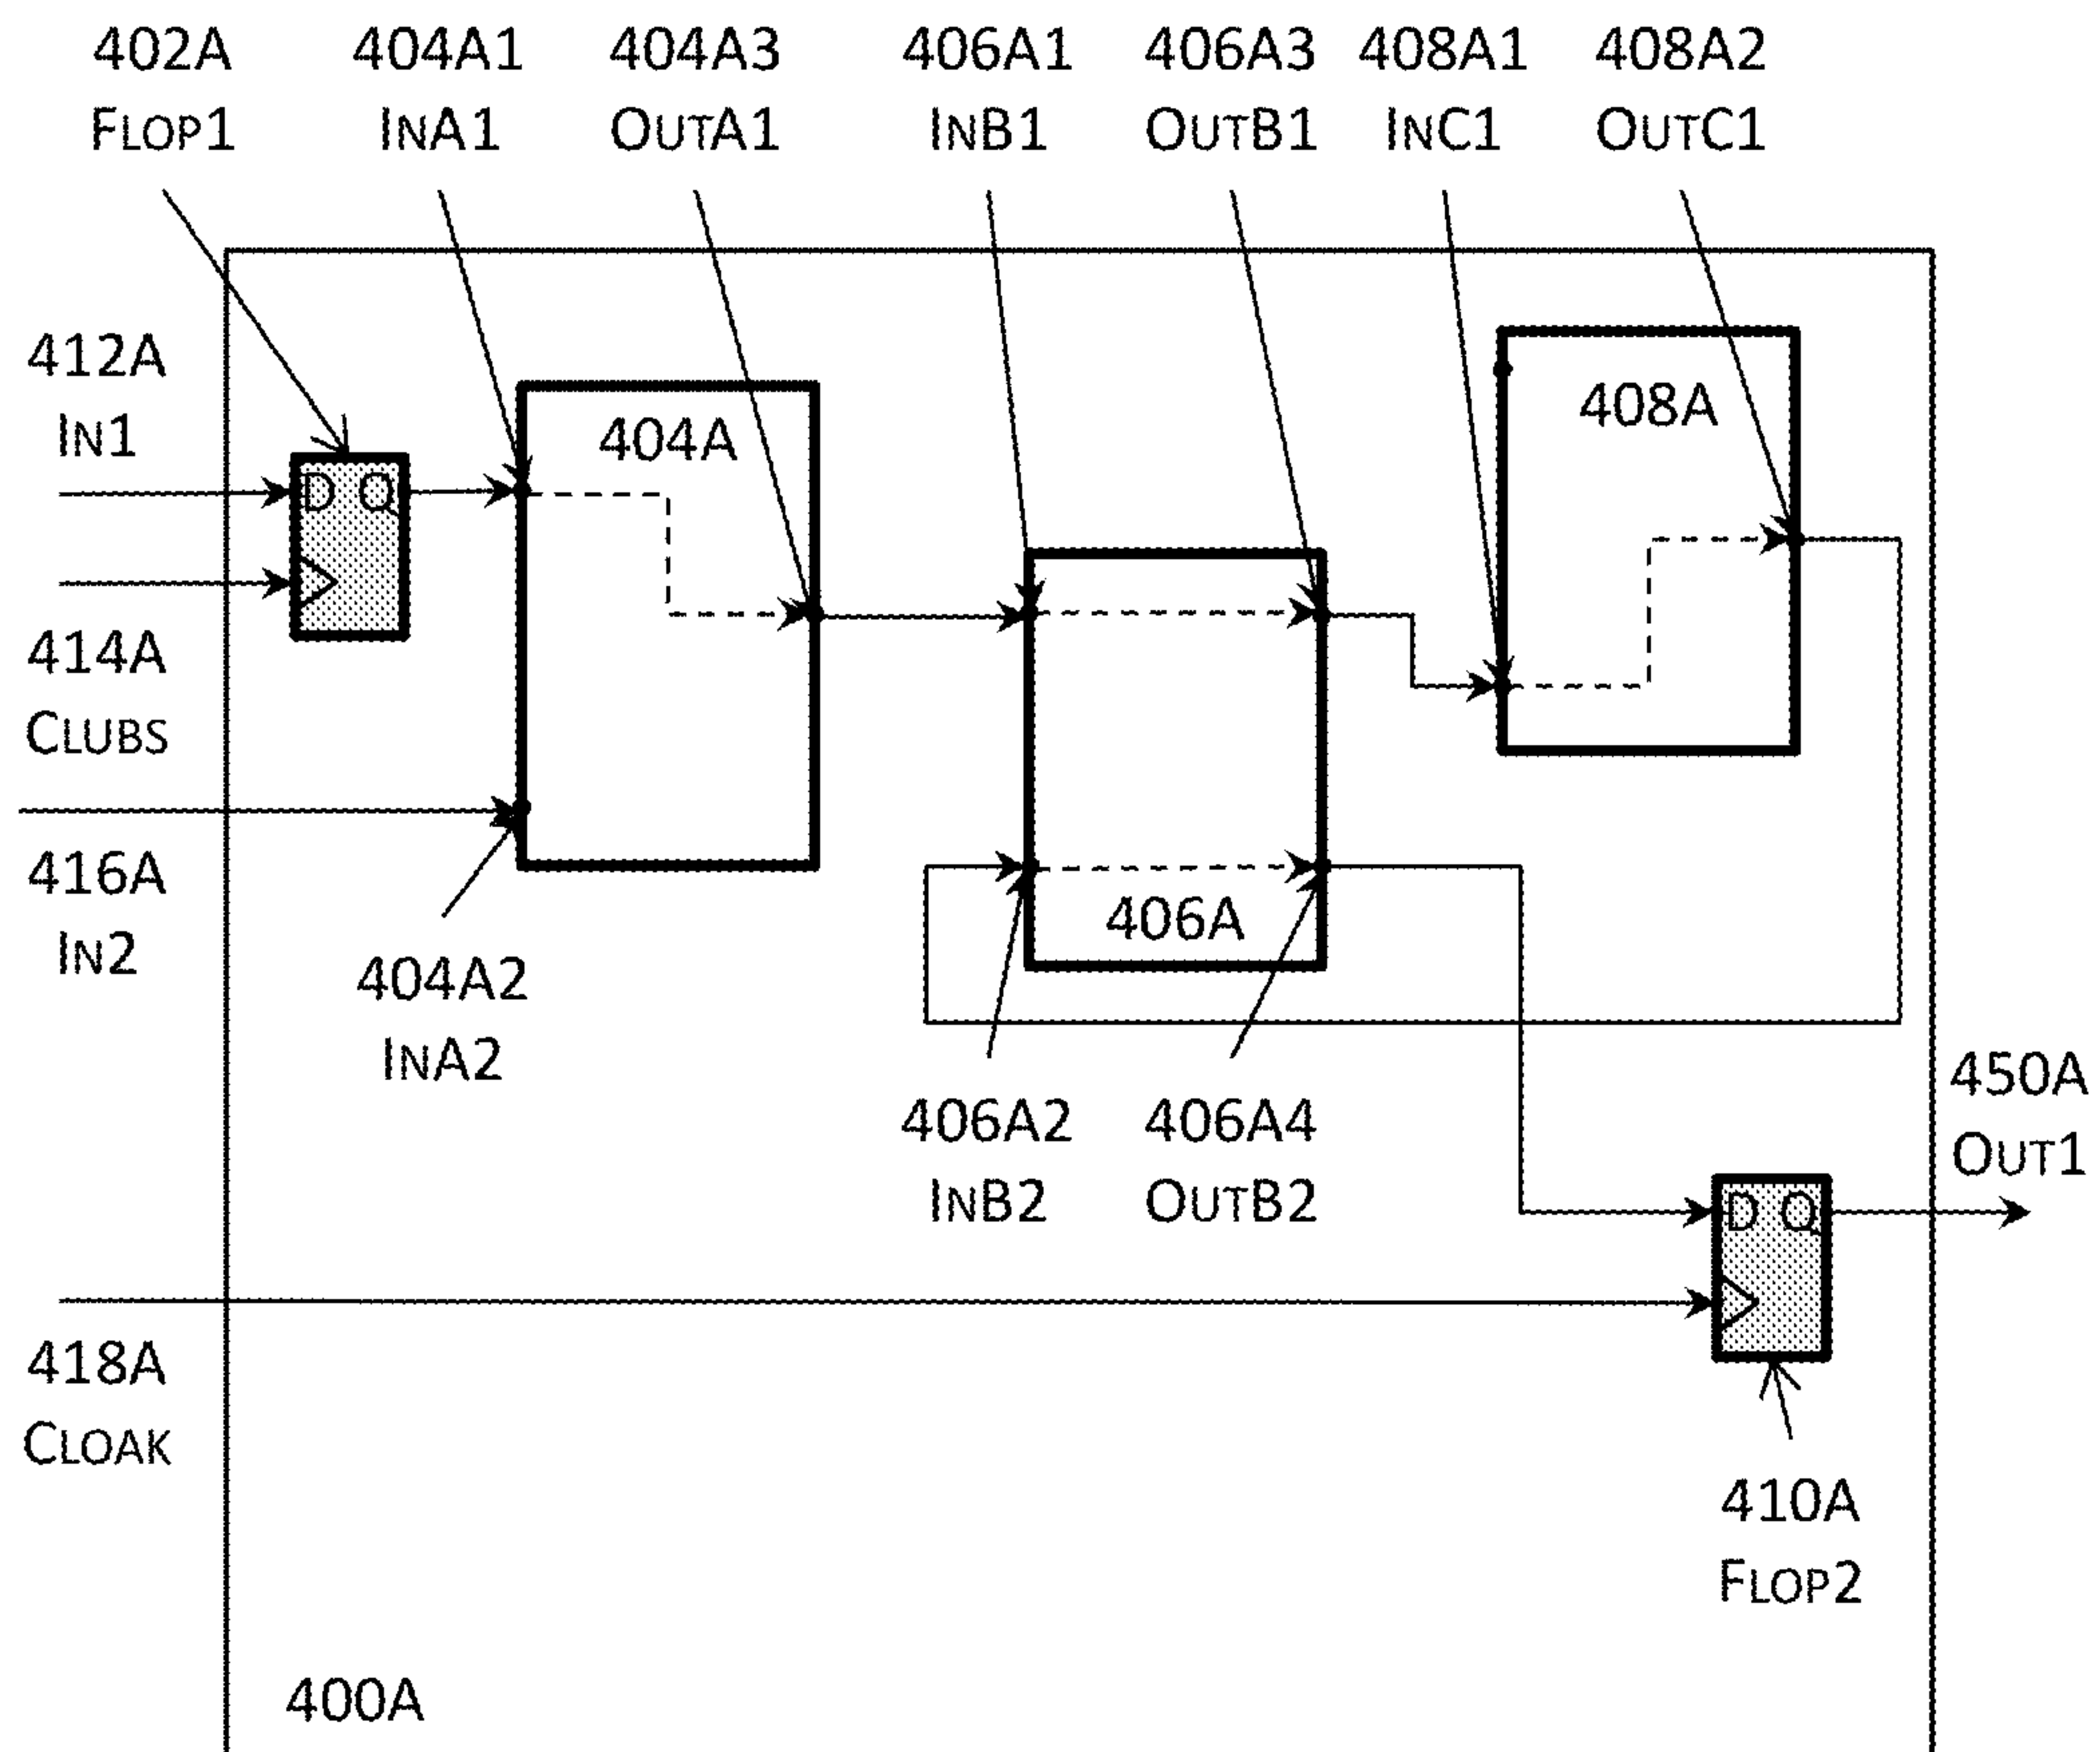 402A 404A1 404A3 406A1 406A3 408A1 408A2
FLOP1 INA1 OUTA1 INB1 OUTB1 INC1 OUTC1
412A
IN1
404A
408A
D Q
414A
CLUBS
416A
IN2
406A
404A2
INA2
406A2 406A4
INB2 OUTB2
450A
OUT1
D Q
418A
CLOAK
410A
FLOP2
400A